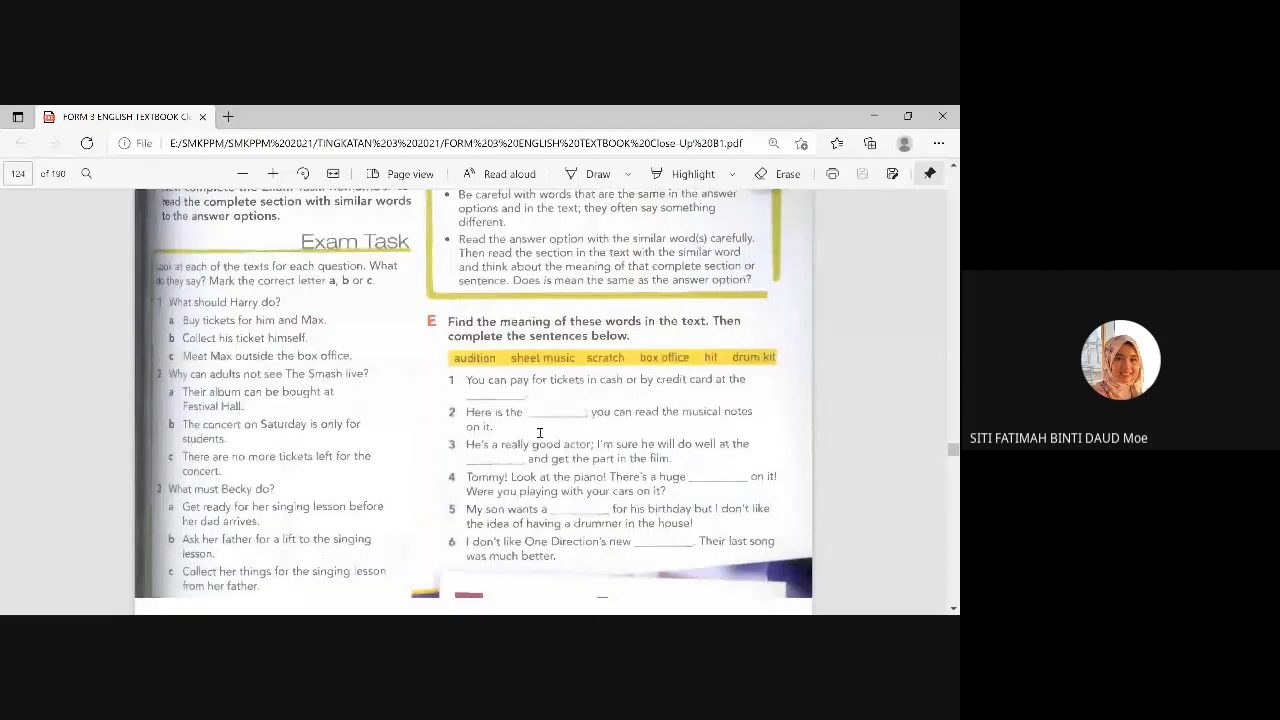 FORM 3 ENGLISH TEXTBOOK Cl
File
E:/SMKPPM/SMKPPM%202021/TINGKATAN%203%202021/FORM%203%20ENGLISH%20TEXTBOOK%20Close-Up%20B1.pdf
124 of 190
Page view
Read aloud
Draw
Highlight
Erase
read the complete section with similar words
to the answer options.
Exam Task
Look at each of the texts for each question. What
do they say? Mark the correct letter a, b or c.
1 What should Harry do?
a Buy tickets for him and Max.
b Collect his ticket himself.
c Meet Max outside the box office.
2 Why can adults not see The Smash live?
a Their album can be bought at
Festival Hall.
b The concert on Saturday is only for
students.
c There are no more tickets left for the
concert.
3 What must Becky do?
a Get ready for her singing lesson before
her dad arrives.
b Ask her father for a lift to the singing
lesson.
c Collect her things for the singing lesson
from her father.
• Be careful with words that are the same in the answer
options and in the text; they often say something
different.
• Read the answer option with the similar word(s) carefully.
Then read the section in the text with the similar word
and think about the meaning of that complete section or
sentence. Does is mean the same as the answer option?
E Find the meaning of these words in the text. Then
complete the sentences below.
audition sheet music scratch box office hit drum kit
1 You can pay for tickets in cash or by credit card at the
__________.
2 Here is the __________; you can read the musical notes
on it.
3 He's a really good actor; I'm sure he will do well at the
__________ and get the part in the film.
4 Tommy! Look at the piano! There's a huge __________ on it!
Were you playing with your cars on it?
5 My son wants a __________ for his birthday but I don't like
the idea of having a drummer in the house!
6 I don't like One Direction's new __________. Their last song
was much better.
SITI FATIMAH BINTI DAUD Moe